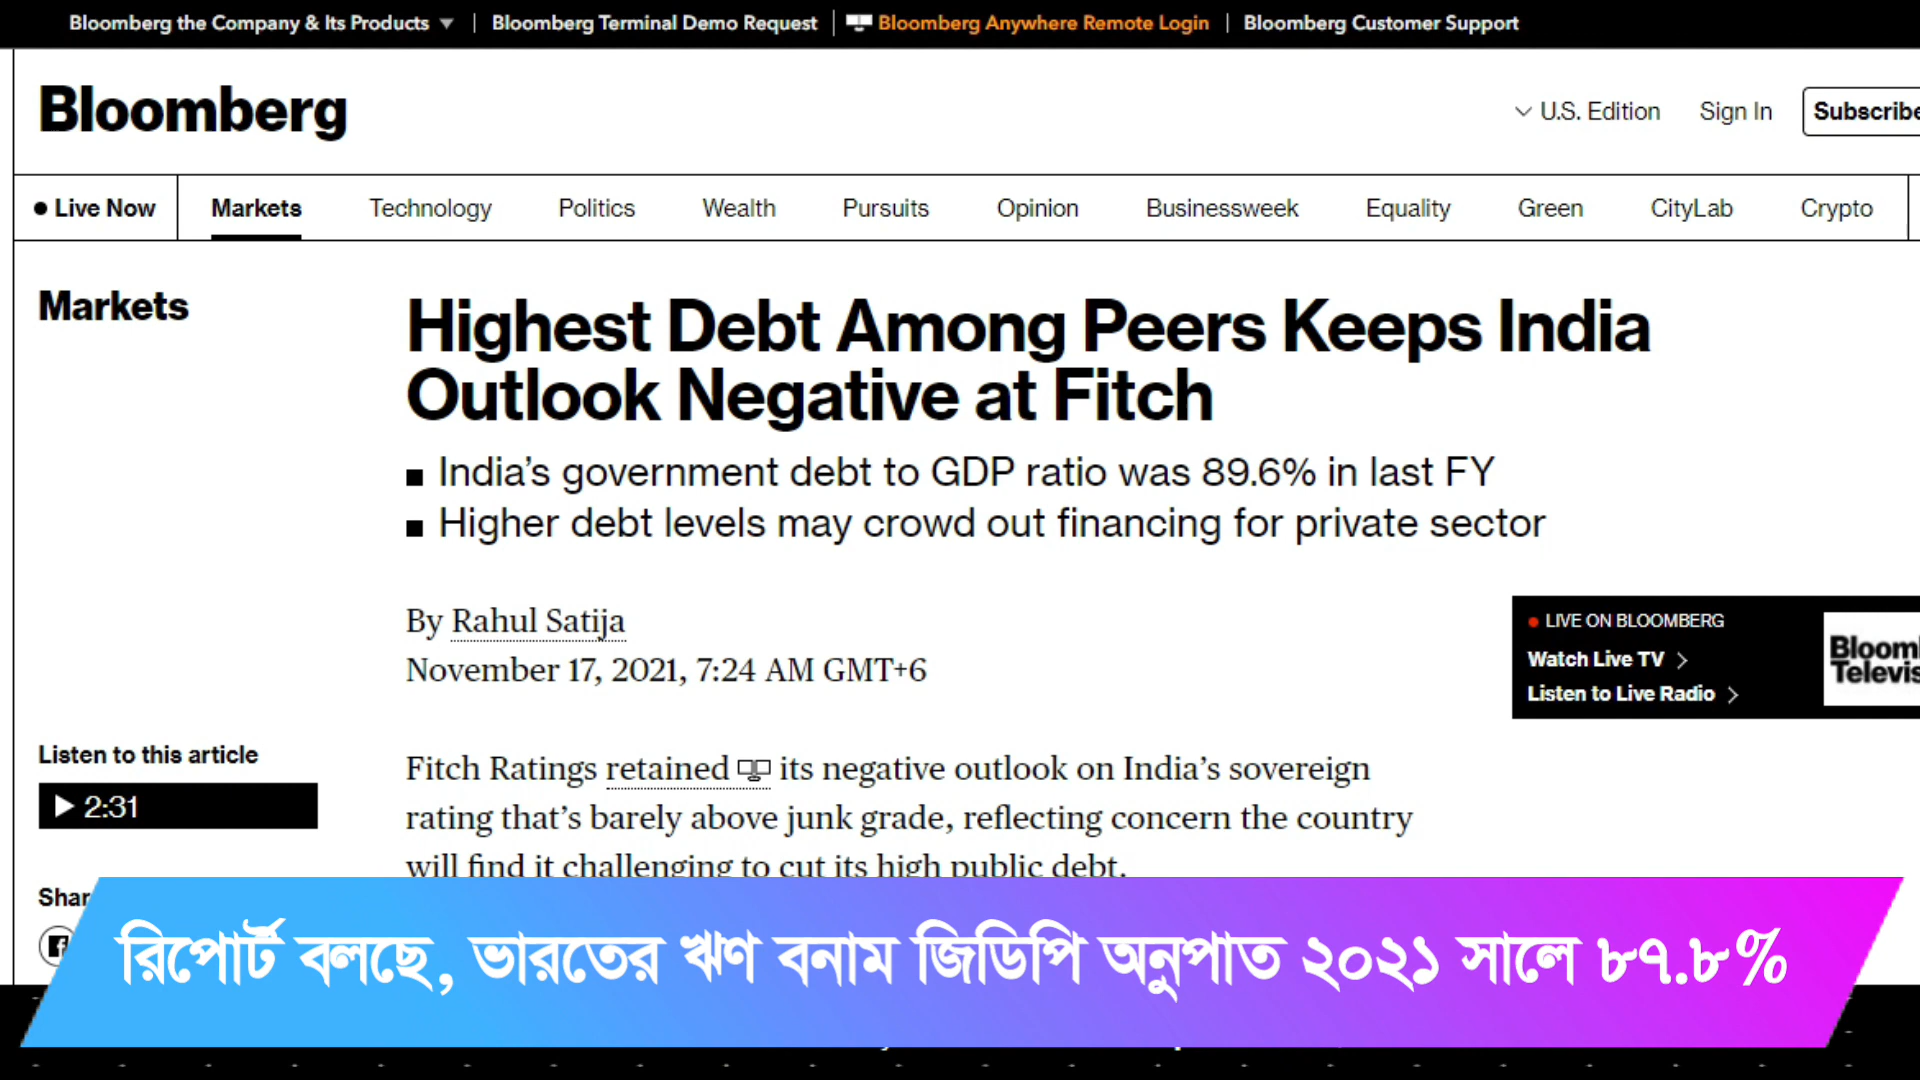 Bloomberg the Company & Its Products
Bloomberg Terminal Demo Request
Bloomberg Anywhere Remote Login
Bloomberg Customer Support
Bloomberg
U.S. Edition
Sign In
Subscribe
Live Now
Markets
Technology
Politics
Wealth
Pursuits
Opinion
Businessweek
Equality
Green
CityLab
Crypto
Markets
Highest Debt Among Peers Keeps India
Outlook Negative at Fitch
India's government debt to GDP ratio was 89.6% in last FY
Higher debt levels may crowd out financing for private sector
By Rahul Satija
November 17, 2021, 7:24 AM GMT+6
LIVE ON BLOOMBERG
Watch Live TV
Listen to Live Radio
Listen to this article
2:31
Fitch Ratings retained its negative outlook on India's sovereign
rating that's barely above junk grade, reflecting concern the country
will find it challenging to cut its high public debt.
রিপোর্ট বলছে, ভারতের ঋণ বনাম জিডিপি অনুপাত ২০২১ সালে ৮৭.৮%